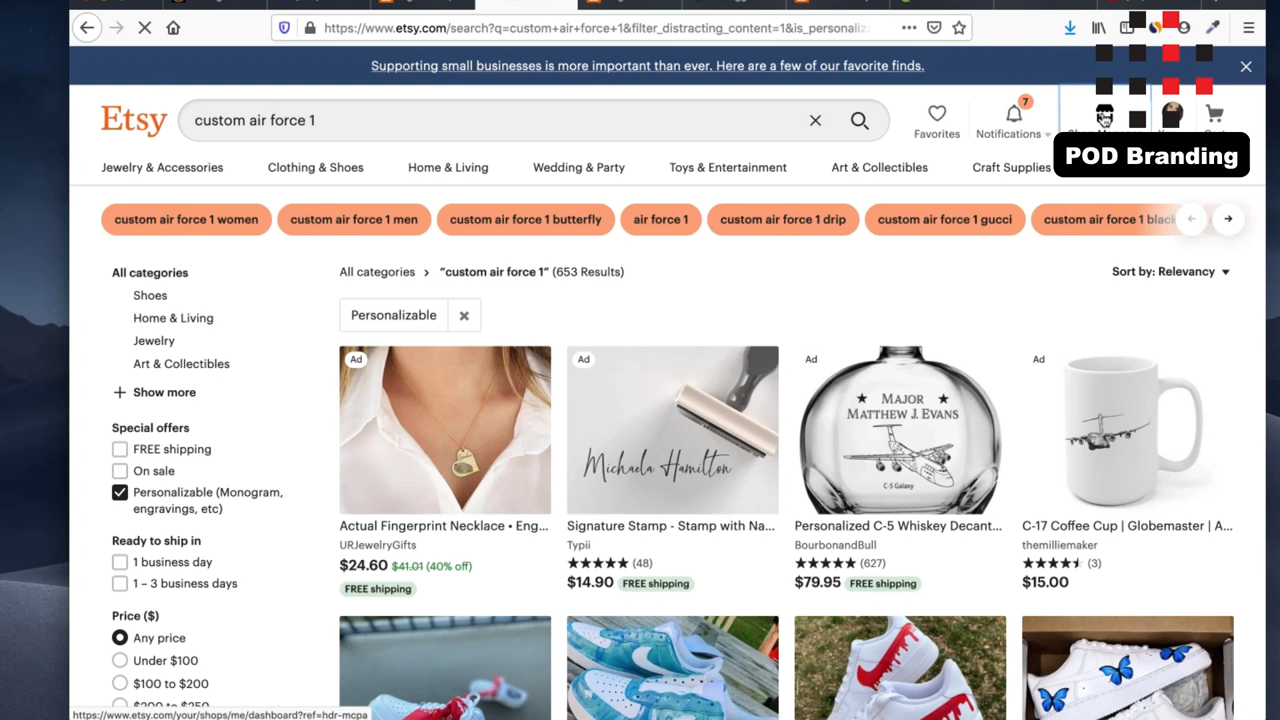 https://www.etsy.com/search?q=custom+air+force+1&filter_distracting_content=1&is_personaliz
Supporting small businesses is more important than ever. Here are a few of our favorite finds.
Etsy
custom air force 1
Favorites
7
Notifications
POD Branding
Jewelry & Accessories
Clothing & Shoes
Home & Living
Wedding & Party
Toys & Entertainment
Art & Collectibles
Craft Supplies
custom air force 1 women
custom air force 1 men
custom air force 1 butterfly
air force 1
custom air force 1 drip
custom air force 1 gucci
custom air force 1 black
All categories
Shoes
Home & Living
Jewelry
Art & Collectibles
Show more
Special offers
FREE shipping
On sale
Personalizable (Monogram,
engravings, etc)
Ready to ship in
1 business day
1 – 3 business days
Price ($)
Any price
Under $100
$100 to $200
All categories > “custom air force 1” (653 Results)
Sort by: Relevancy
Personalizable
Ad
Actual Fingerprint Necklace • Eng...
URJewelryGifts
$24.60 $41.01 (40% off)
FREE shipping
Ad
Michaela Hamilton
Signature Stamp - Stamp with Na...
Typii
(48)
$14.90 FREE shipping
Ad
MAJOR
MATTHEW J. EVANS
C-5 Galaxy
Personalized C-5 Whiskey Decant...
BourbonandBull
(627)
$79.95 FREE shipping
Ad
C-17 Coffee Cup | Globemaster | A...
themilliemaker
(3)
$15.00
https://www.etsy.com/your/shops/me/dashboard?ref=hdr-mcpa